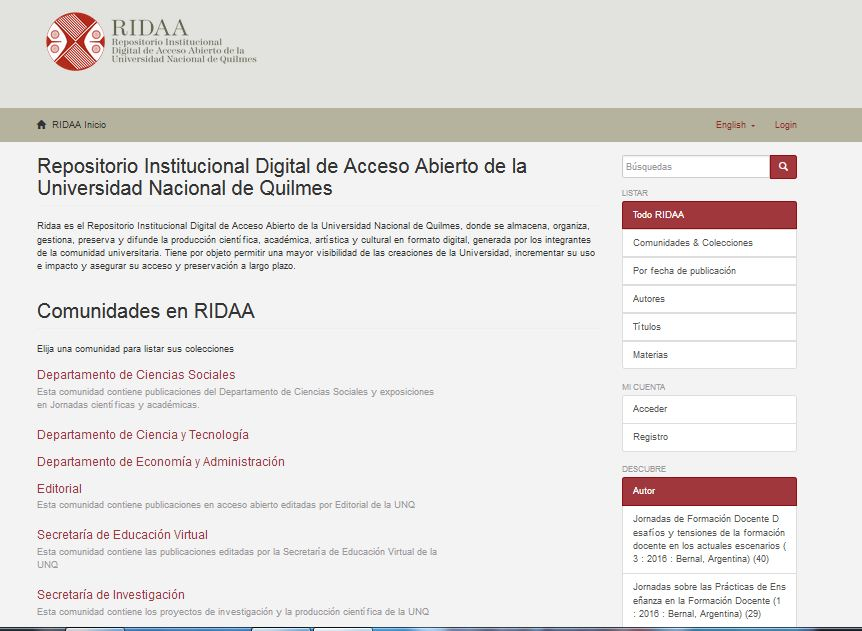 RIDAA
Repositorio Institucional
Digital de Acceso Abierto de la
Universidad Nacional de Quilmes
RIDAA Inicio
English
Login
Repositorio Institucional Digital de Acceso Abierto de la
Universidad Nacional de Quilmes
Ridaa es el Repositorio Institucional Digital de Acceso Abierto de la Universidad Nacional de Quilmes, donde se almacena, organiza,
gestiona, preserva y difunde la producción científica, académica, artística y cultural en formato digital, generada por los integrantes
de la comunidad universitaria. Tiene por objeto permitir una mayor visibilidad de las creaciones de la Universidad, incrementar su uso
e impacto y asegurar su acceso y preservación a largo plazo.
Comunidades en RIDAA
Elija una comunidad para listar sus colecciones
Departamento de Ciencias Sociales
Esta comunidad contiene publicaciones del Departamento de Ciencias Sociales y exposiciones
en Jornadas científicas y académicas.
Departamento de Ciencia y Tecnología
Departamento de Economía y Administración
Editorial
Esta comunidad contiene publicaciones en acceso abierto editadas por Editorial de la UNQ
Secretaría de Educación Virtual
Esta comunidad contiene las publicaciones editadas por la Secretaría de Educación Virtual de la
UNQ
Secretaría de Investigación
Esta comunidad contiene los proyectos de investigación y la producción científica de la UNQ
Búsquedas
LISTAR
Todo RIDAA
Comunidades & Colecciones
Por fecha de publicación
Autores
Títulos
Materias
MI CUENTA
Acceder
Registro
DESCUBRE
Autor
Jornadas de Formación Docente D
esafíos y tensiones de la formación
docente en los actuales escenarios (
3 : 2016 : Bernal, Argentina) (40)
Jornadas sobre las Prácticas de Ens
eñanza en la Formación Docente (1
: 2016 : Bernal, Argentina) (29)